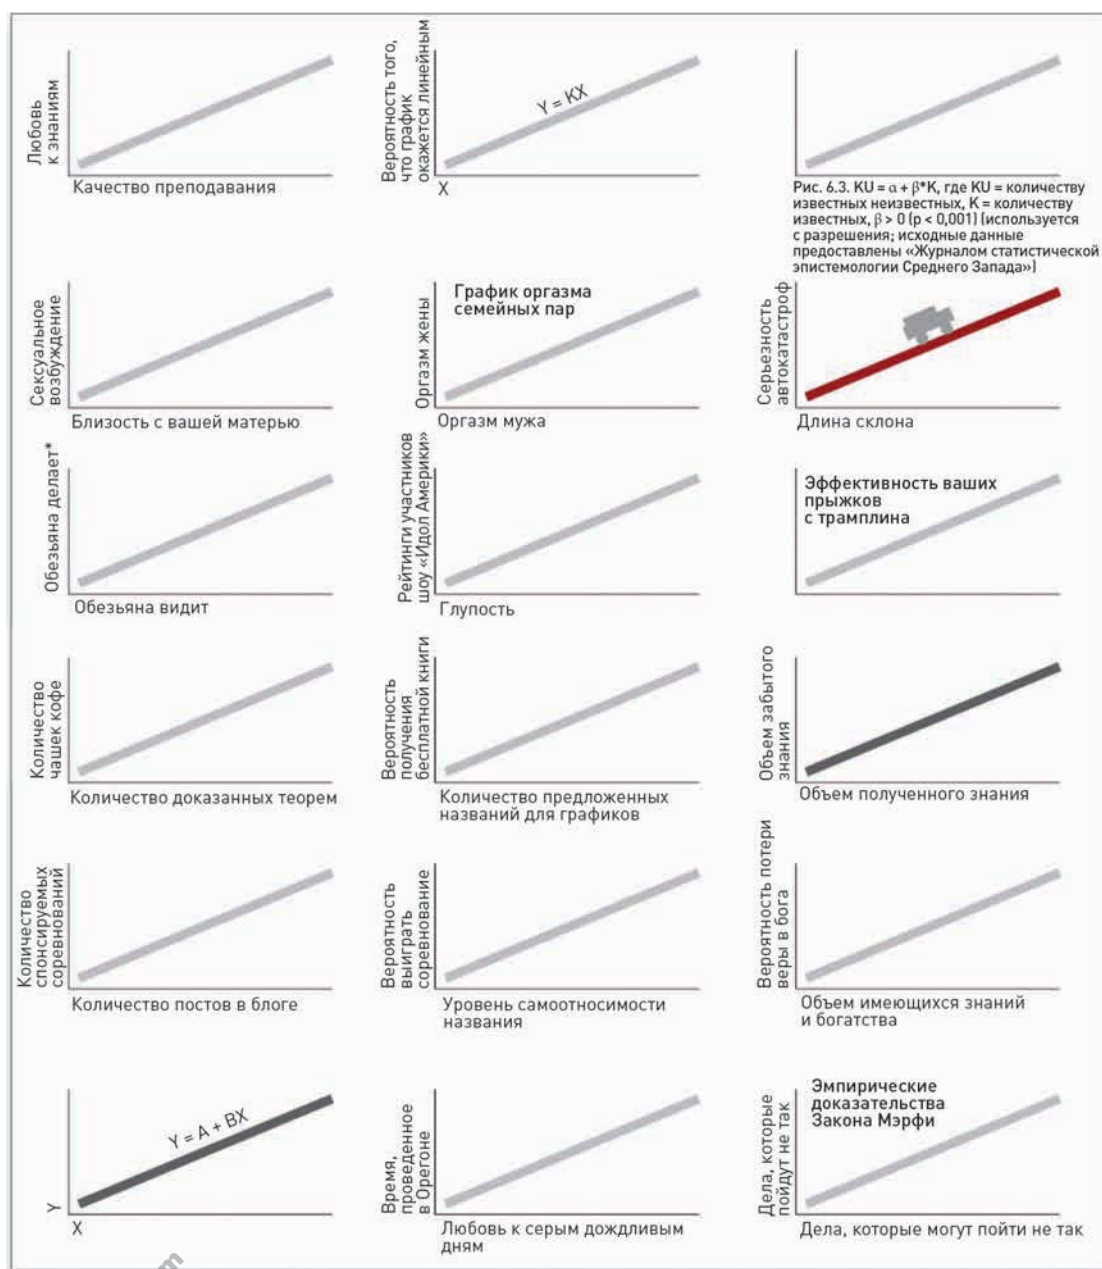 Любовь
к знаниям
Качество преподавания
Вероятность того,
что график
окажется линейным
Y = KX
X
Рис. 6.3. KU = α + β*K, где KU = количеству
известных неизвестных, K = количеству
известных, β > 0 (p < 0,001) (используется
с разрешения; исходные данные
предоставлены «Журналом статистической
эпистемологии Среднего Запада»)
Сексуальное
возбуждение
Близость с вашей матерью
График оргазма
семейных пар
Оргазм жены
Оргазм мужа
Серьезность
автокатастроф
Длина склона
Обезьяна делает*
Обезьяна видит
Рейтинги участников
шоу «Идол Америки»
Глупость
Эффективность ваших
прыжков
с трамплина
Количество
чашек кофе
Количество доказанных теорем
Вероятность
получения
бесплатной книги
Количество предложенных
названий для графиков
Объем забытого
знания
Объем полученного знания
Количество
спонсируемых
соревнований
Количество постов в блоге
Вероятность
выиграть
соревнование
Уровень самоотносимости
названия
Вероятность потери
веры в бога
Объем имеющихся знаний
и богатства
Y
Y = A + BX
X
Время,
проведенное
в Орегоне
Любовь к серым дождливым
дням
Эмпирические
доказательства
Закона Мэрфи
Дела, которые
пойдут не так
Дела, которые могут пойти не так